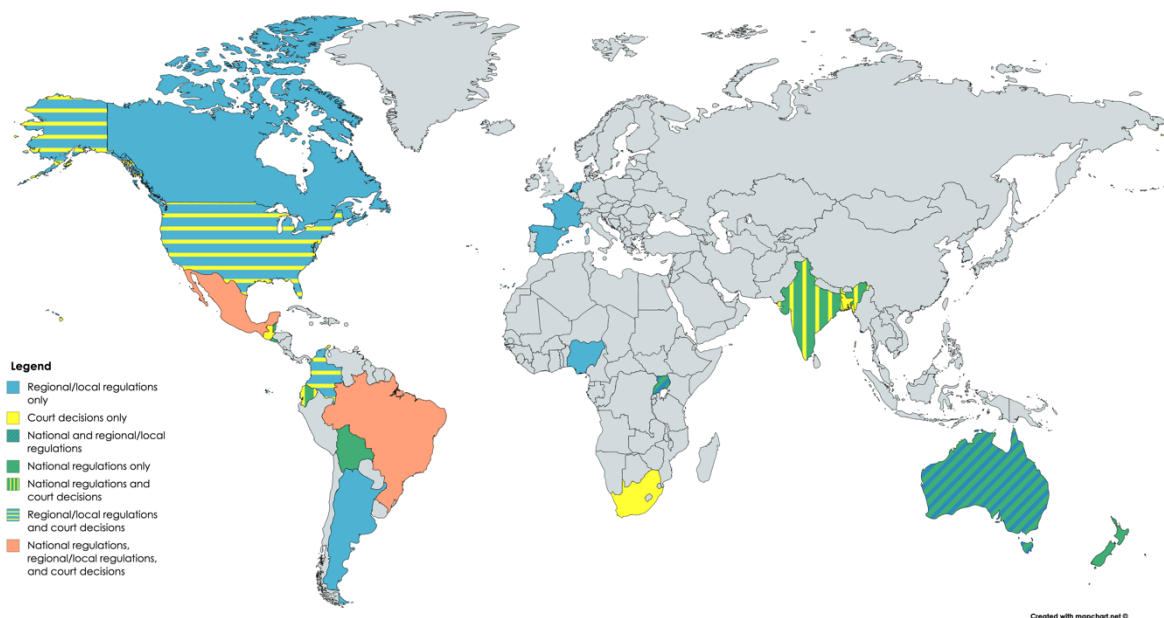 Legend
Regional/local regulations
only
Court decisions only
National and regional/local
regulations
National regulations only
National regulations and
court decisions
Regional/local regulations
and court decisions
National regulations,
regional/local regulations,
and court decisions
Created with mapchart.net ©